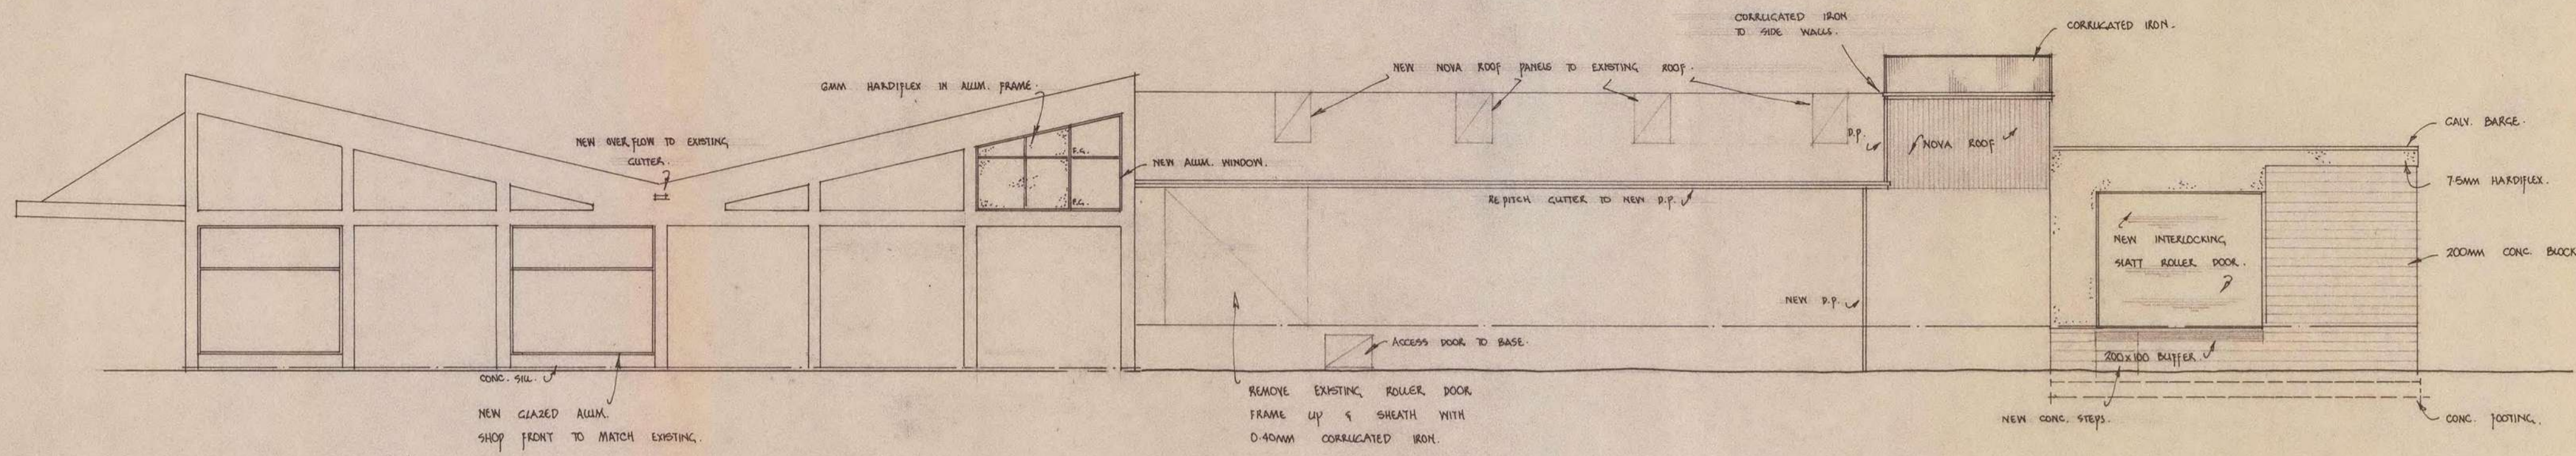 CORRUGATED IRON
TO SIDE WALLS.
CORRUGATED IRON.
NEW NOVA ROOF PANELS TO EXISTING ROOF.
6MM HARDIFLEX IN ALUM. FRAME.
NEW OVERFLOW TO EXISTING
GUTTER.
F.G.
F.G.
NEW ALUM. WINDOW.
D.P.
NOVA ROOF
GALV. BARGE.
7.5MM HARDIFLEX.
REPITCH GUTTER TO NEW D.P.
NEW INTERLOCKING
SLATT ROLLER DOOR.
200MM CONC. BLOCK
NEW D.P.
ACCESS DOOR TO BASE.
200x100 BUFFER.
CONC. SILL.
NEW GLAZED ALUM.
SHOP FRONT TO MATCH EXISTING.
REMOVE EXISTING ROLLER DOOR
FRAME UP & SHEATH WITH
0.40MM CORRUGATED IRON.
NEW CONC. STEPS.
CONC. FOOTING.